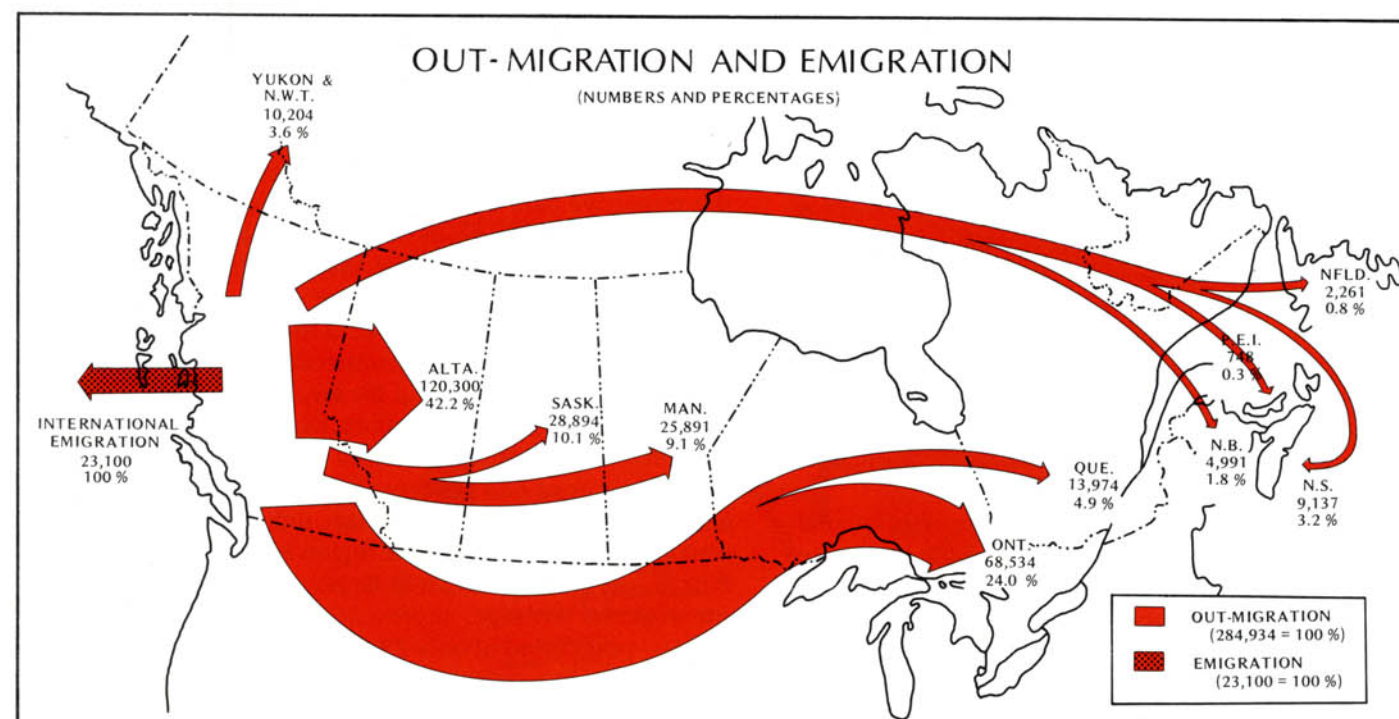 OUT-MIGRATION AND EMIGRATION
(NUMBERS AND PERCENTAGES)
YUKON &
N.W.T.
10,204
3.6 %
NFLD.
2,261
0.8 %
P.E.I.
748
0.3 %
ALTA.
120,300
42.2 %
SASK.
28,894
10.1 %
MAN.
25,891
9.1 %
INTERNATIONAL
EMIGRATION
23,100
100 %
QUE.
13,974
4.9 %
N.B.
4,991
1.8 %
N.S.
9,137
3.2 %
ONT.
68,534
24.0 %
OUT-MIGRATION
(284,934 = 100 %)
EMIGRATION
(23,100 = 100 %)